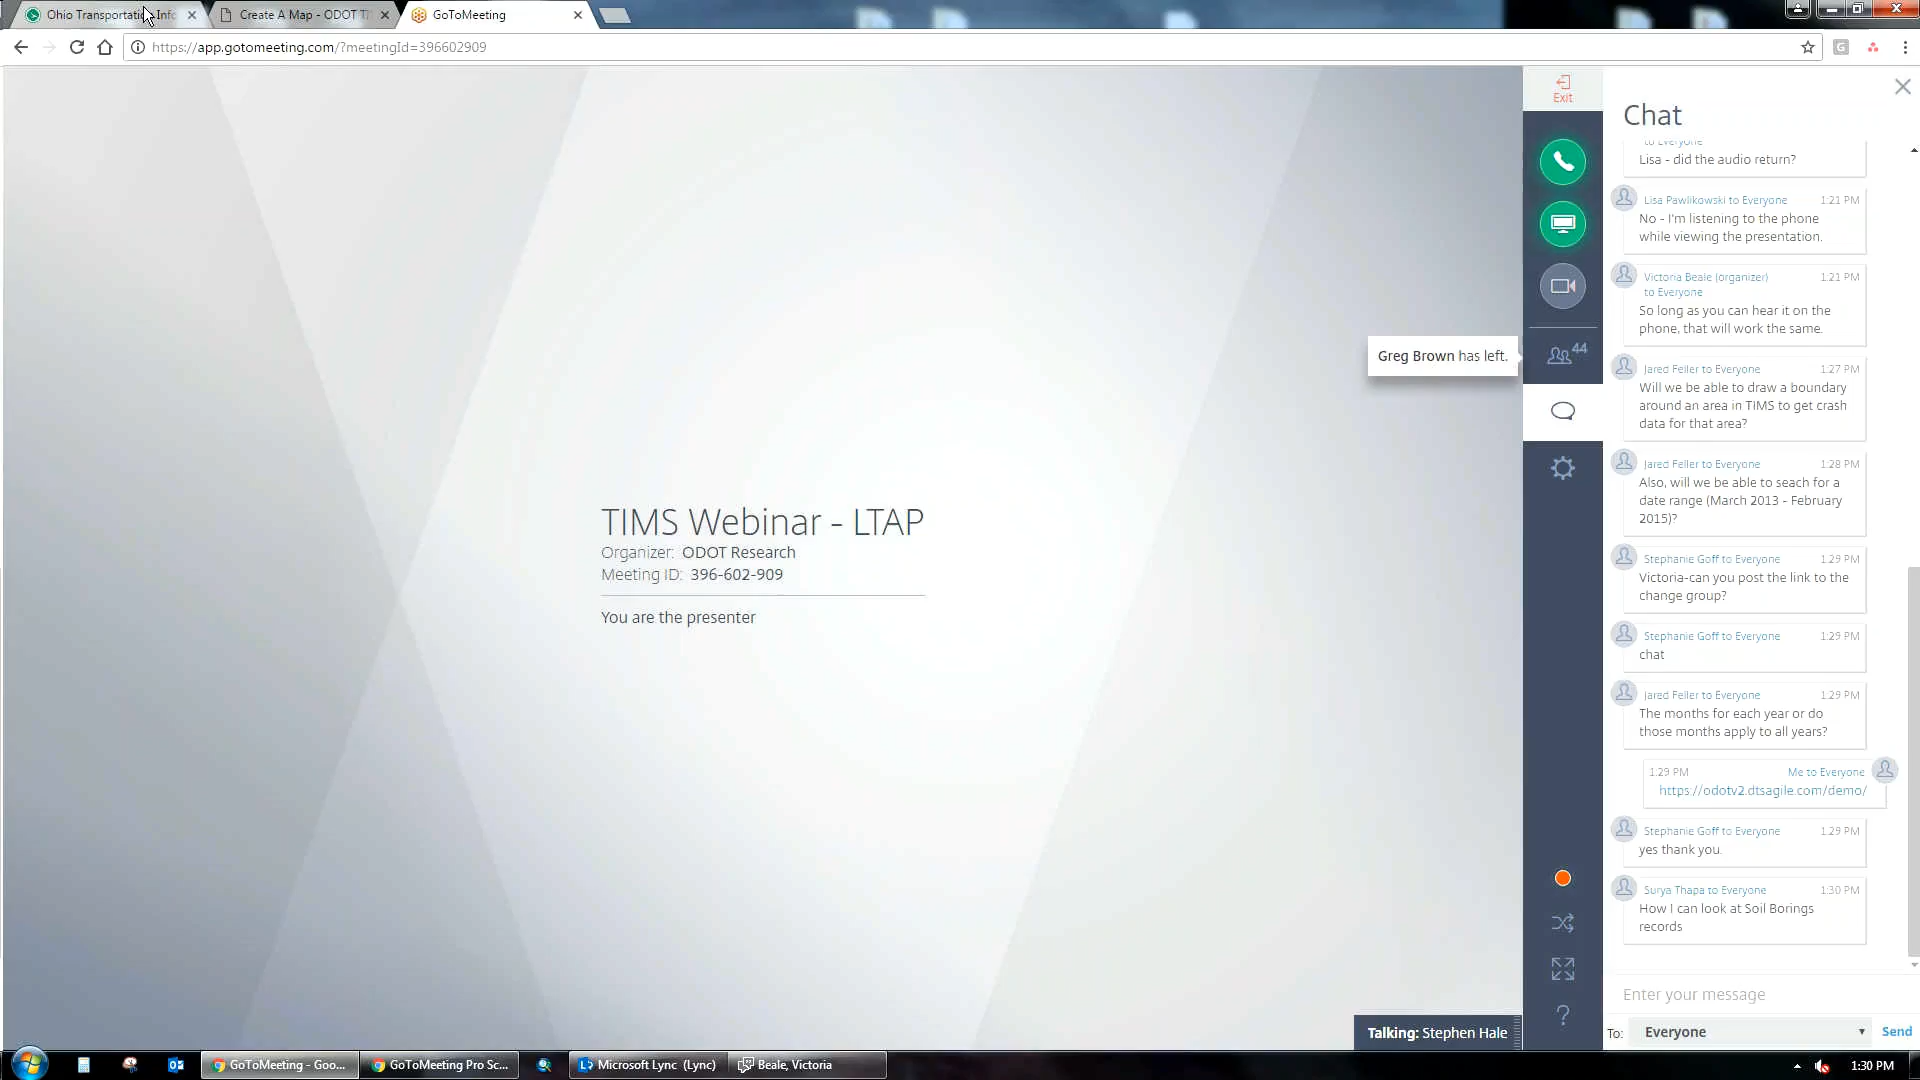 Ohio Transportation Info
Create A Map - ODOT TI
GoToMeeting
https://app.gotomeeting.com/?meetingId=396602909
Exit
Chat
to Everyone
Lisa - did the audio return?
Lisa Pawlikowski to Everyone 1:21 PM
No - I'm listening to the phone
while viewing the presentation.
Victoria Beale (organizer) 1:21 PM
to Everyone
So long as you can hear it on the
phone, that will work the same.
Greg Brown has left.
44
Jared Feller to Everyone 1:27 PM
Will we be able to draw a boundary
around an area in TIMS to get crash
data for that area?
Jared Feller to Everyone 1:28 PM
Also, will we be able to seach for a
date range (March 2013 - February
2015)?
TIMS Webinar - LTAP
Organizer: ODOT Research
Meeting ID: 396-602-909
You are the presenter
Stephanie Goff to Everyone 1:29 PM
Victoria-can you post the link to the
change group?
Stephanie Goff to Everyone 1:29 PM
chat
Jared Feller to Everyone 1:29 PM
The months for each year or do
those months apply to all years?
1:29 PM Me to Everyone
https://odotv2.dtsagile.com/demo/
Stephanie Goff to Everyone 1:29 PM
yes thank you.
Surya Thapa to Everyone 1:30 PM
How I can look at Soil Borings
records
Enter your message
Talking: Stephen Hale
To: Everyone Send
GoToMeeting - Goo...
GoToMeeting Pro Sc...
Microsoft Lync (Lync)
Beale, Victoria
1:30 PM